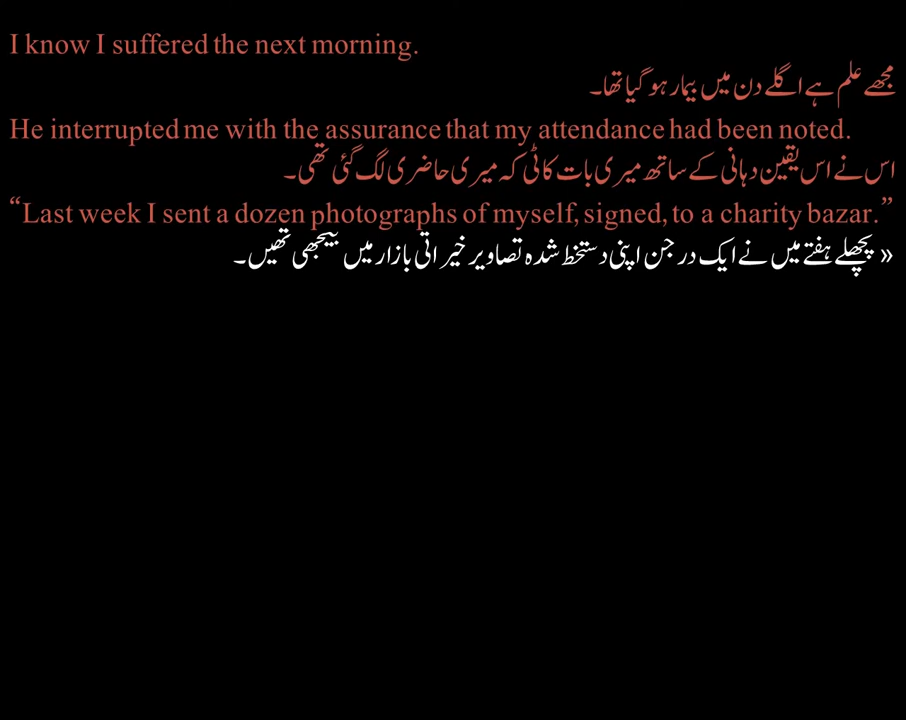 I know I suffered the next morning.
مجھے علم ہے اگلے دن میں بیمار ہو گیا تھا۔
He interrupted me with the assurance that my attendance had been noted.
اس نے اس یقین دہانی کے ساتھ میری بات کاٹی کہ میری حاضری لگ گئی تھی۔
“Last week I sent a dozen photographs of myself, signed, to a charity bazar.”
«پچھلے ہفتے میں نے ایک درجن اپنی دستخط شدہ تصاویر خیراتی بازار میں بیجھی تھیں۔